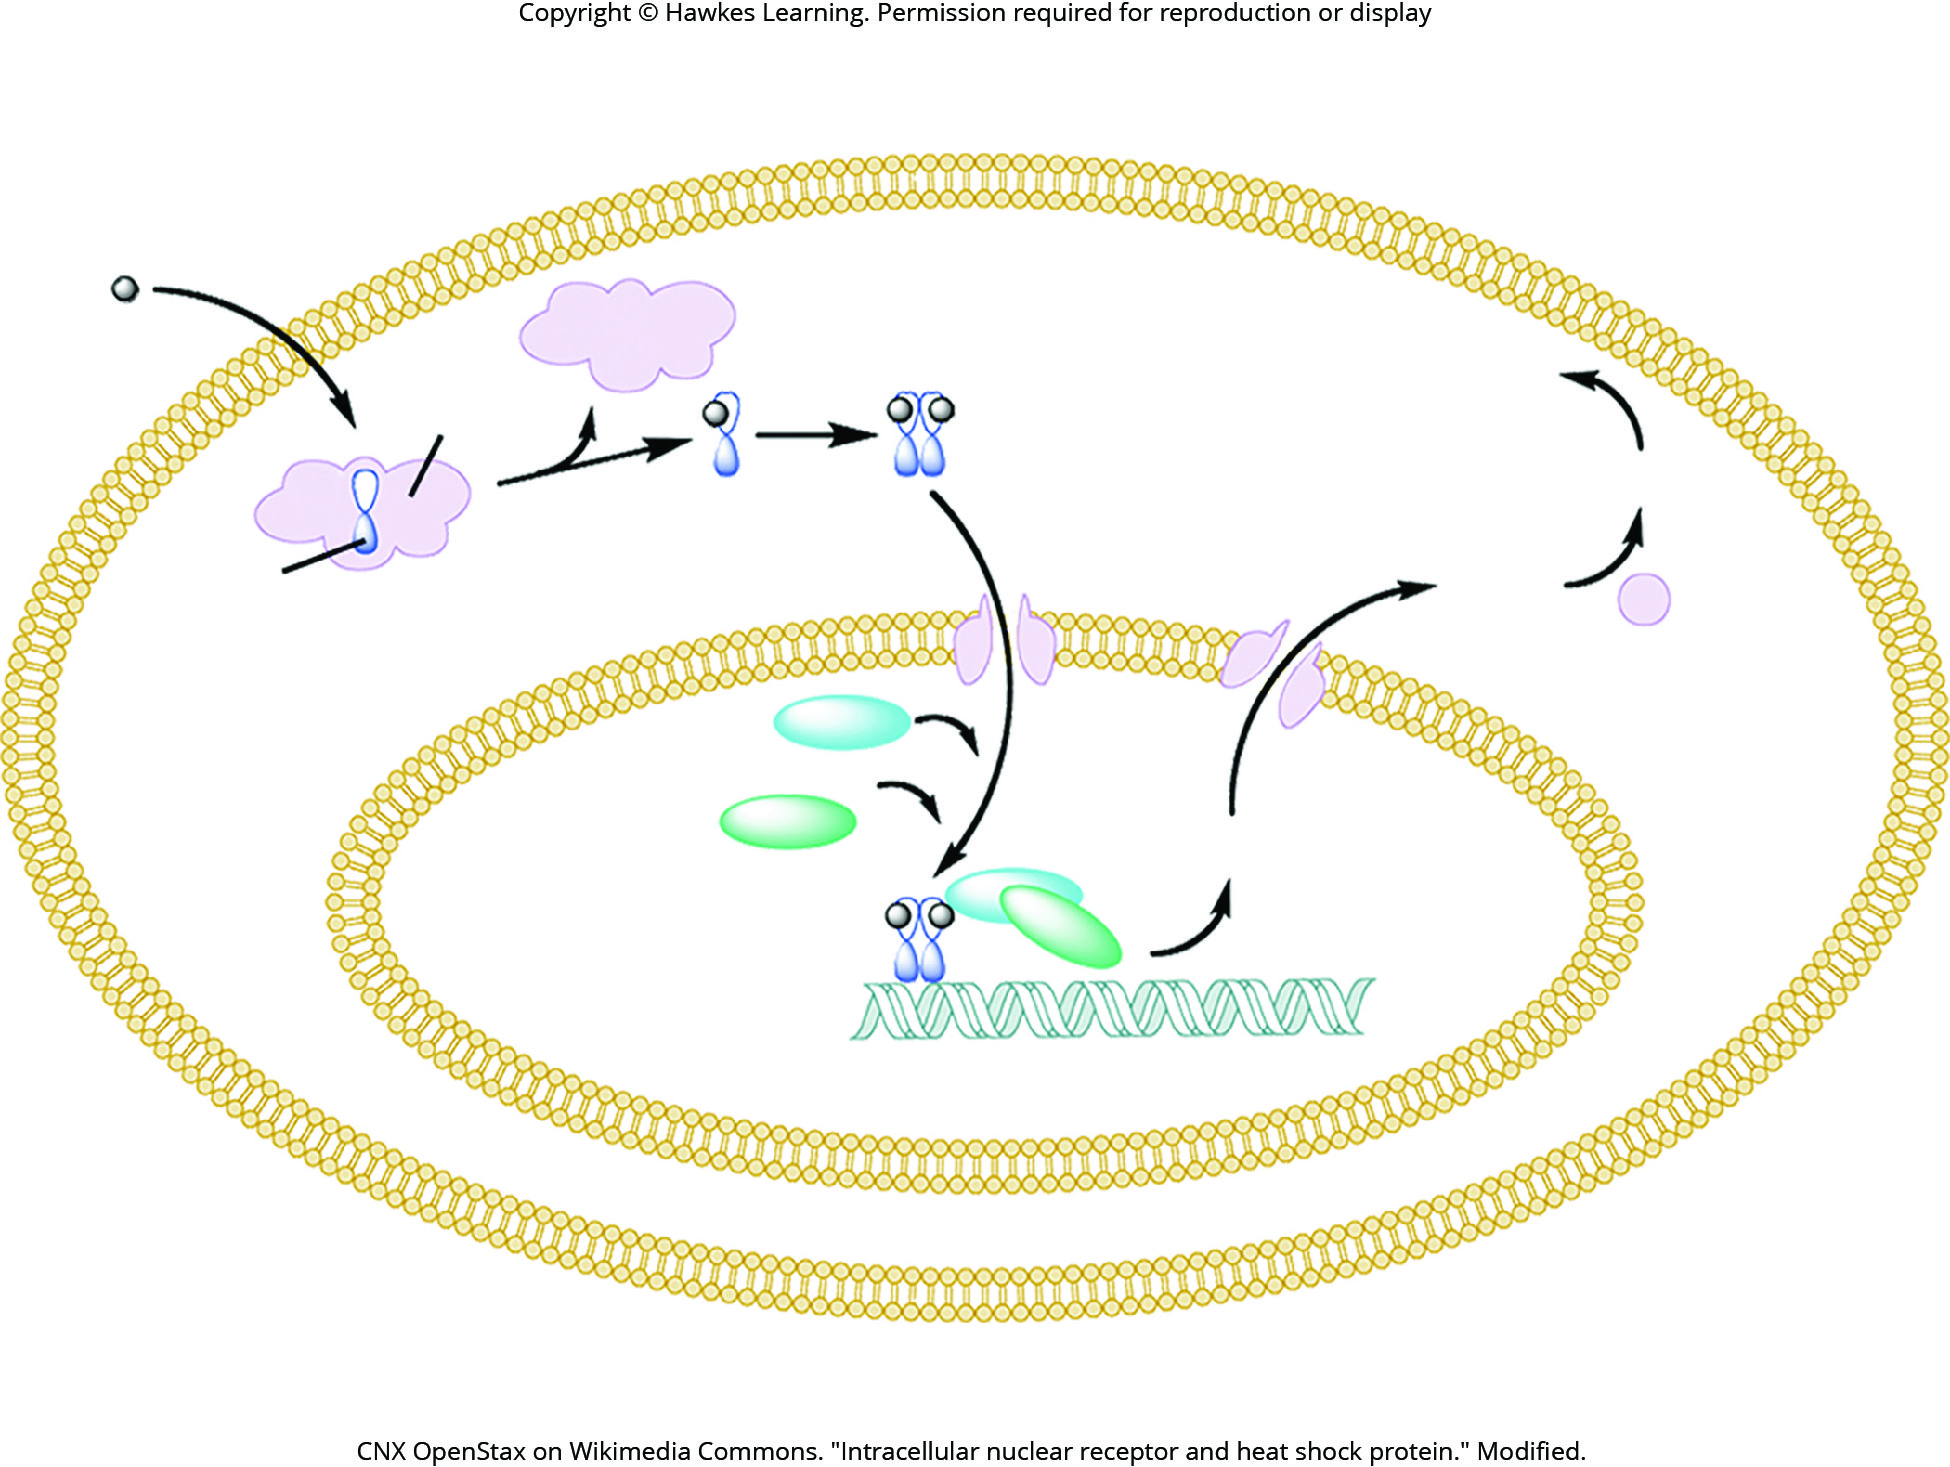 Copyright © Hawkes Learning. Permission required for reproduction or display
CNX OpenStax on Wikimedia Commons. "Intracellular nuclear receptor and heat shock protein." Modified.